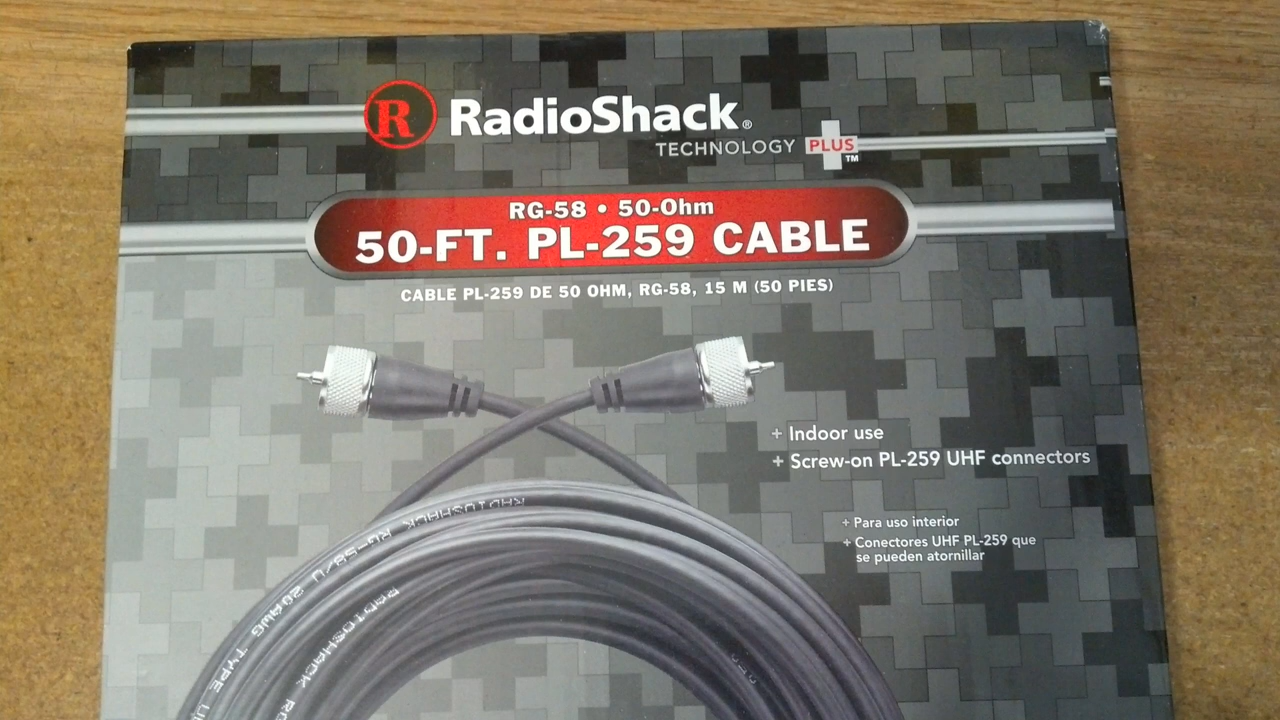 R RadioShack®
TECHNOLOGY PLUS™
RG-58 • 50-Ohm
50-FT. PL-259 CABLE
CABLE PL-259 DE 50 OHM, RG-58, 15 M (50 PIES)
+ Indoor use
+ Screw-on PL-259 UHF connectors
+ Para uso interior
+ Conectores UHF PL-259 que
se pueden atornillar
RADIOSHACK RG-58/U 20AWG TYPE
RADIOSHACK